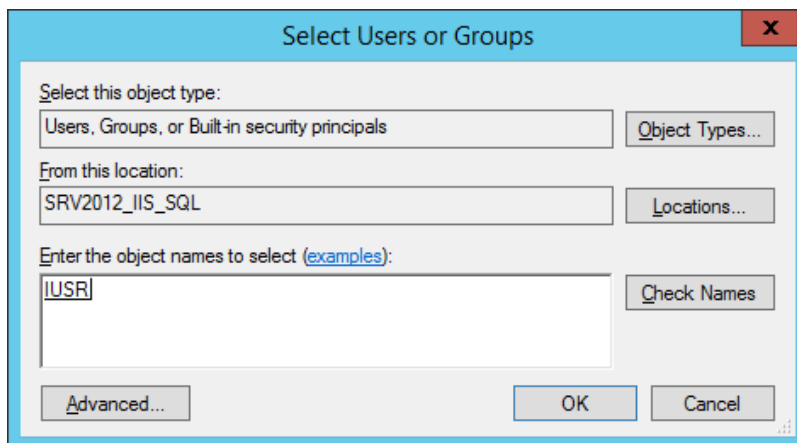 Select Users or Groups
x
Select this object type:
Users, Groups, or Built-in security principals
Object Types...
From this location:
SRV2012_IIS_SQL
Locations...
Enter the object names to select (examples):
IUSR
Check Names
Advanced...
OK
Cancel